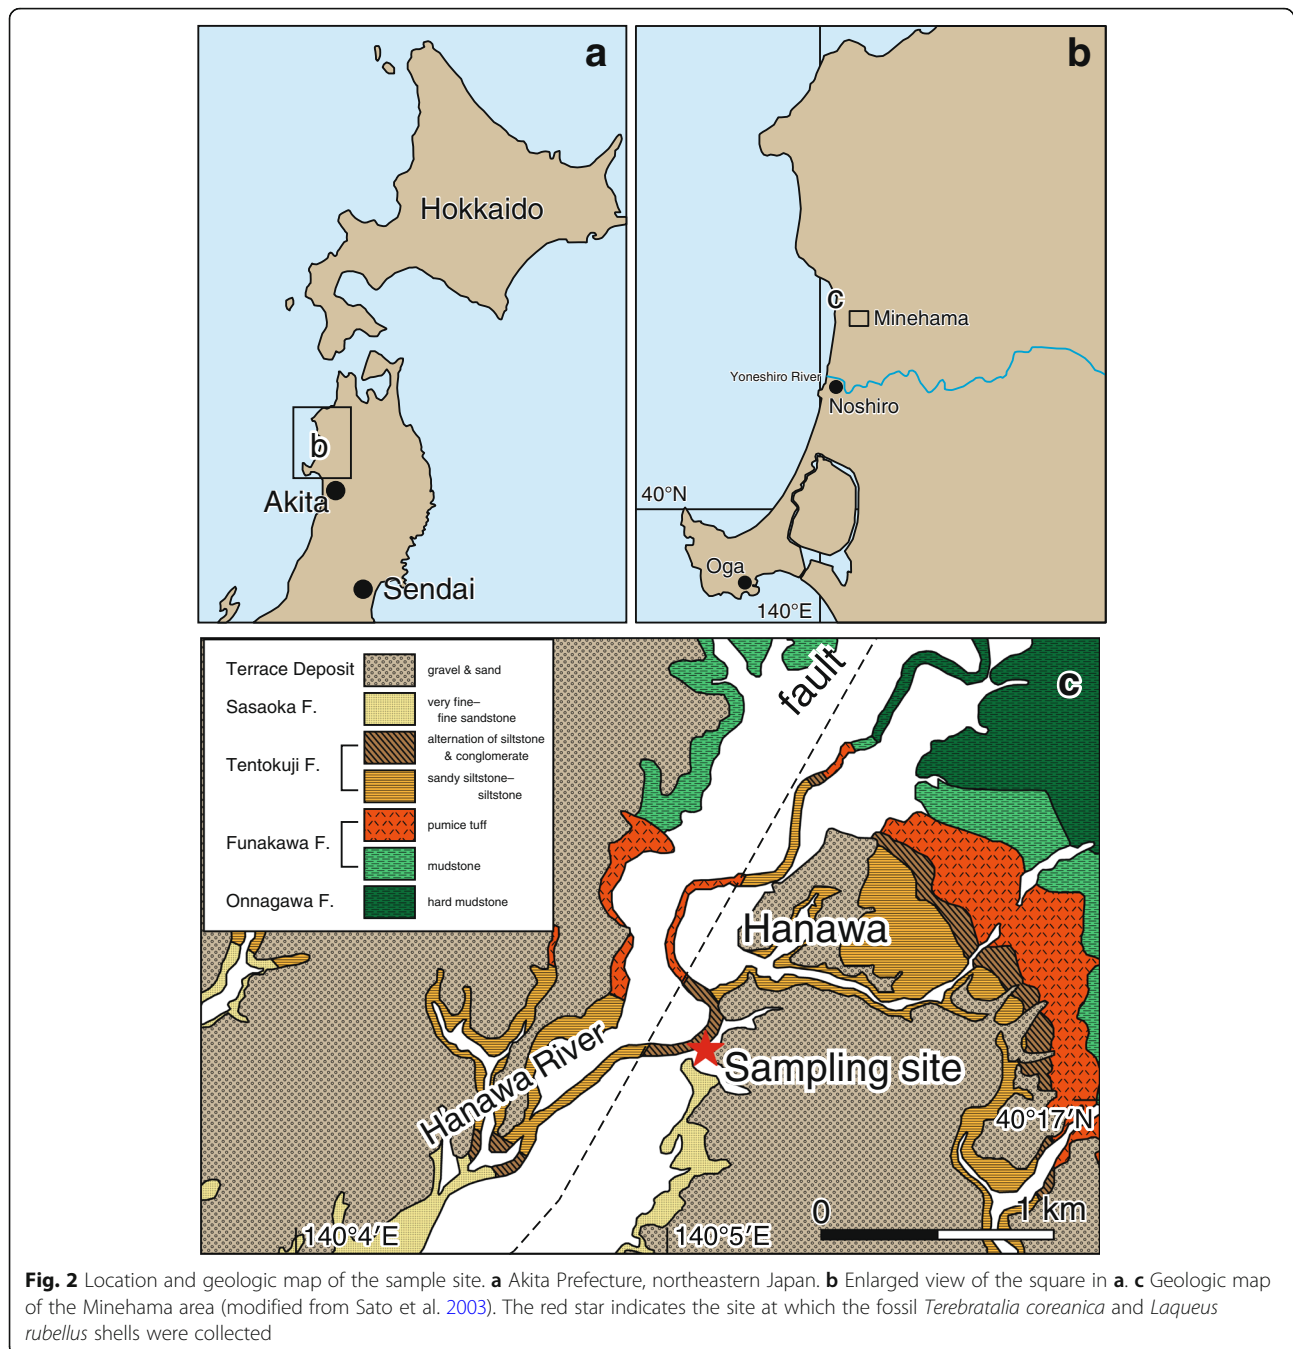 a
Hokkaido
b
Akita
Sendai
b
c
Minehama
Yoneshiro River
Noshiro
40°N
Oga
140°E
Terrace Deposit
gravel & sand
Sasaoka F.
very fine–
fine sandstone
Tentokuji F.
alternation of siltstone
& conglomerate
sandy siltstone–
siltstone
Funakawa F.
pumice tuff
mudstone
Onnagawa F.
hard mudstone
c
fault
Hanawa
Hanawa River
Sampling site
40°17′N
140°4′E
140°5′E
0
1 km
Fig. 2 Location and geologic map of the sample site. a Akita Prefecture, northeastern Japan. b Enlarged view of the square in a. c Geologic map
of the Minehama area (modified from Sato et al. 2003). The red star indicates the site at which the fossil Terebratalia coreanica and Laqueus
rubellus shells were collected